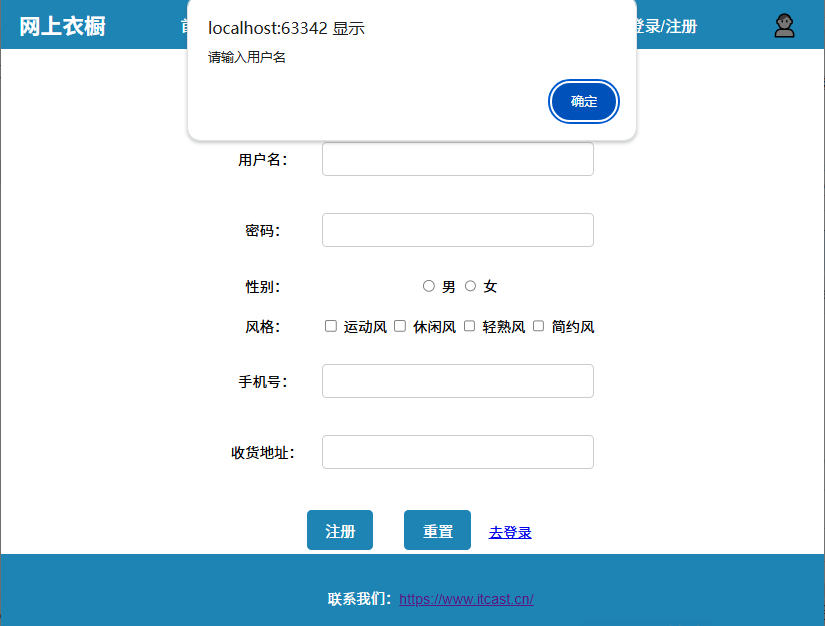 网上衣橱
localhost:63342 显示
请输入用户名
确定
登录/注册
用户名：
密码：
性别： 男 女
风格： 运动风 休闲风 轻熟风 简约风
手机号：
收货地址：
注册 重置 去登录
联系我们：https://www.itcast.cn/